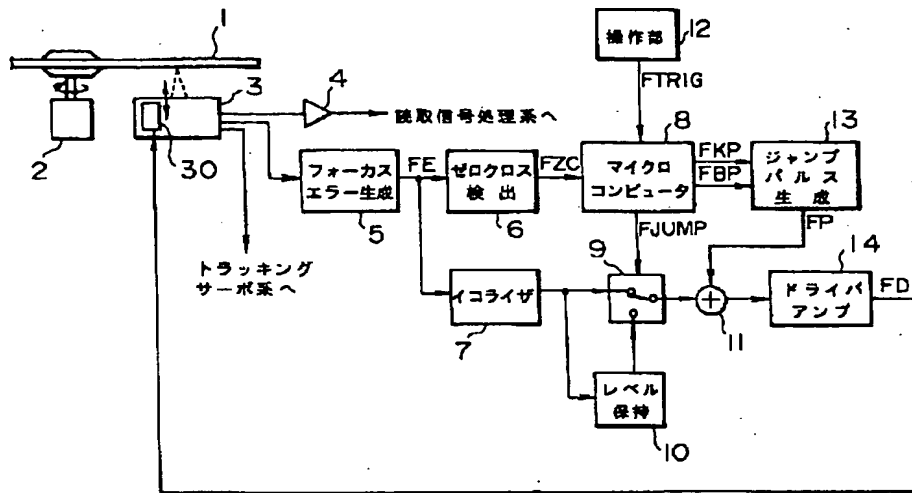 1
操作部
12
3
4
FTRIG
読取信号処理系へ
8
13
2
30
フォーカス
エラー生成
FE
ゼロクロス
検出
FZC
マイクロ
コンピュータ
FKP
FBP
ジャンプ
パルス
生成
5
6
FJUMP
FP
トラッキング
サーボ系へ
9
14
イコライザ
ドライバ
アンプ
FD
7
11
レベル
保持
10